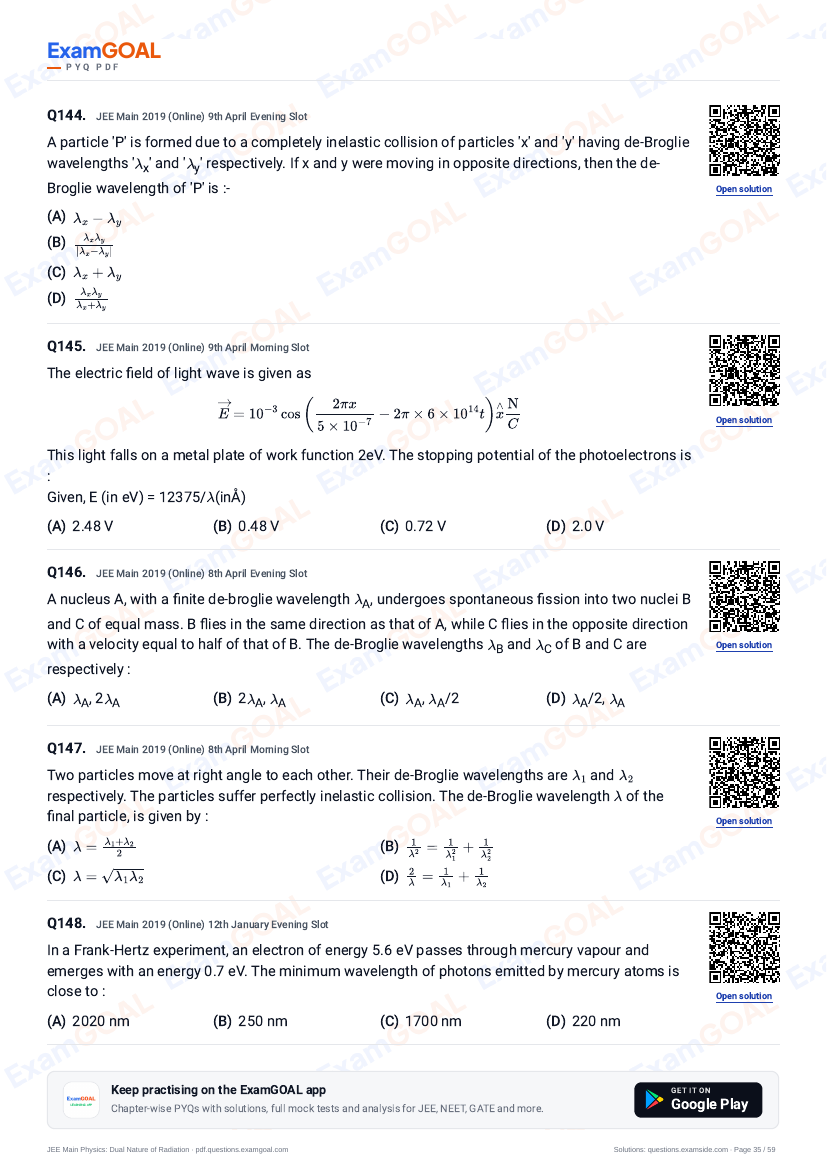 ExamGOAL
PYQ PDF
Q144. JEE Main 2019 (Online) 9th April Evening Slot
A particle 'P' is formed due to a completely inelastic collision of particles 'x' and 'y' having de-Broglie
wavelengths 'λx' and 'λy' respectively. If x and y were moving in opposite directions, then the de-
Broglie wavelength of 'P' is :-
Open solution
(A) λx − λy
(B) λxλy / |λx−λy|
(C) λx + λy
(D) λxλy / λx+λy
Q145. JEE Main 2019 (Online) 9th April Morning Slot
The electric field of light wave is given as
E⃗ = 10⁻³ cos (2πx / 5 × 10⁻⁷ − 2π × 6 × 10¹⁴t) x̂ N/C
Open solution
This light falls on a metal plate of work function 2eV. The stopping potential of the photoelectrons is
:
Given, E (in eV) = 12375/λ(inÅ)
(A) 2.48 V (B) 0.48 V (C) 0.72 V (D) 2.0 V
Q146. JEE Main 2019 (Online) 8th April Evening Slot
A nucleus A, with a finite de-broglie wavelength λA, undergoes spontaneous fission into two nuclei B
and C of equal mass. B flies in the same direction as that of A, while C flies in the opposite direction
with a velocity equal to half of that of B. The de-Broglie wavelengths λB and λC of B and C are
respectively :
Open solution
(A) λA, 2λA (B) 2λA, λA (C) λA, λA/2 (D) λA/2, λA
Q147. JEE Main 2019 (Online) 8th April Morning Slot
Two particles move at right angle to each other. Their de-Broglie wavelengths are λ₁ and λ₂
respectively. The particles suffer perfectly inelastic collision. The de-Broglie wavelength λ of the
final particle, is given by :
Open solution
(A) λ = λ₁+λ₂ / 2 (B) 1/λ² = 1/λ₁² + 1/λ₂²
(C) λ = √λ₁λ₂ (D) 2/λ = 1/λ₁ + 1/λ₂
Q148. JEE Main 2019 (Online) 12th January Evening Slot
In a Frank-Hertz experiment, an electron of energy 5.6 eV passes through mercury vapour and
emerges with an energy 0.7 eV. The minimum wavelength of photons emitted by mercury atoms is
close to :
Open solution
(A) 2020 nm (B) 250 nm (C) 1700 nm (D) 220 nm
ExamGOAL
Keep practising on the ExamGOAL app
Chapter-wise PYQs with solutions, full mock tests and analysis for JEE, NEET, GATE and more.
GET IT ON
Google Play
JEE Main Physics: Dual Nature of Radiation · pdf.questions.examgoal.com Solutions: questions.examside.com · Page 35 / 59